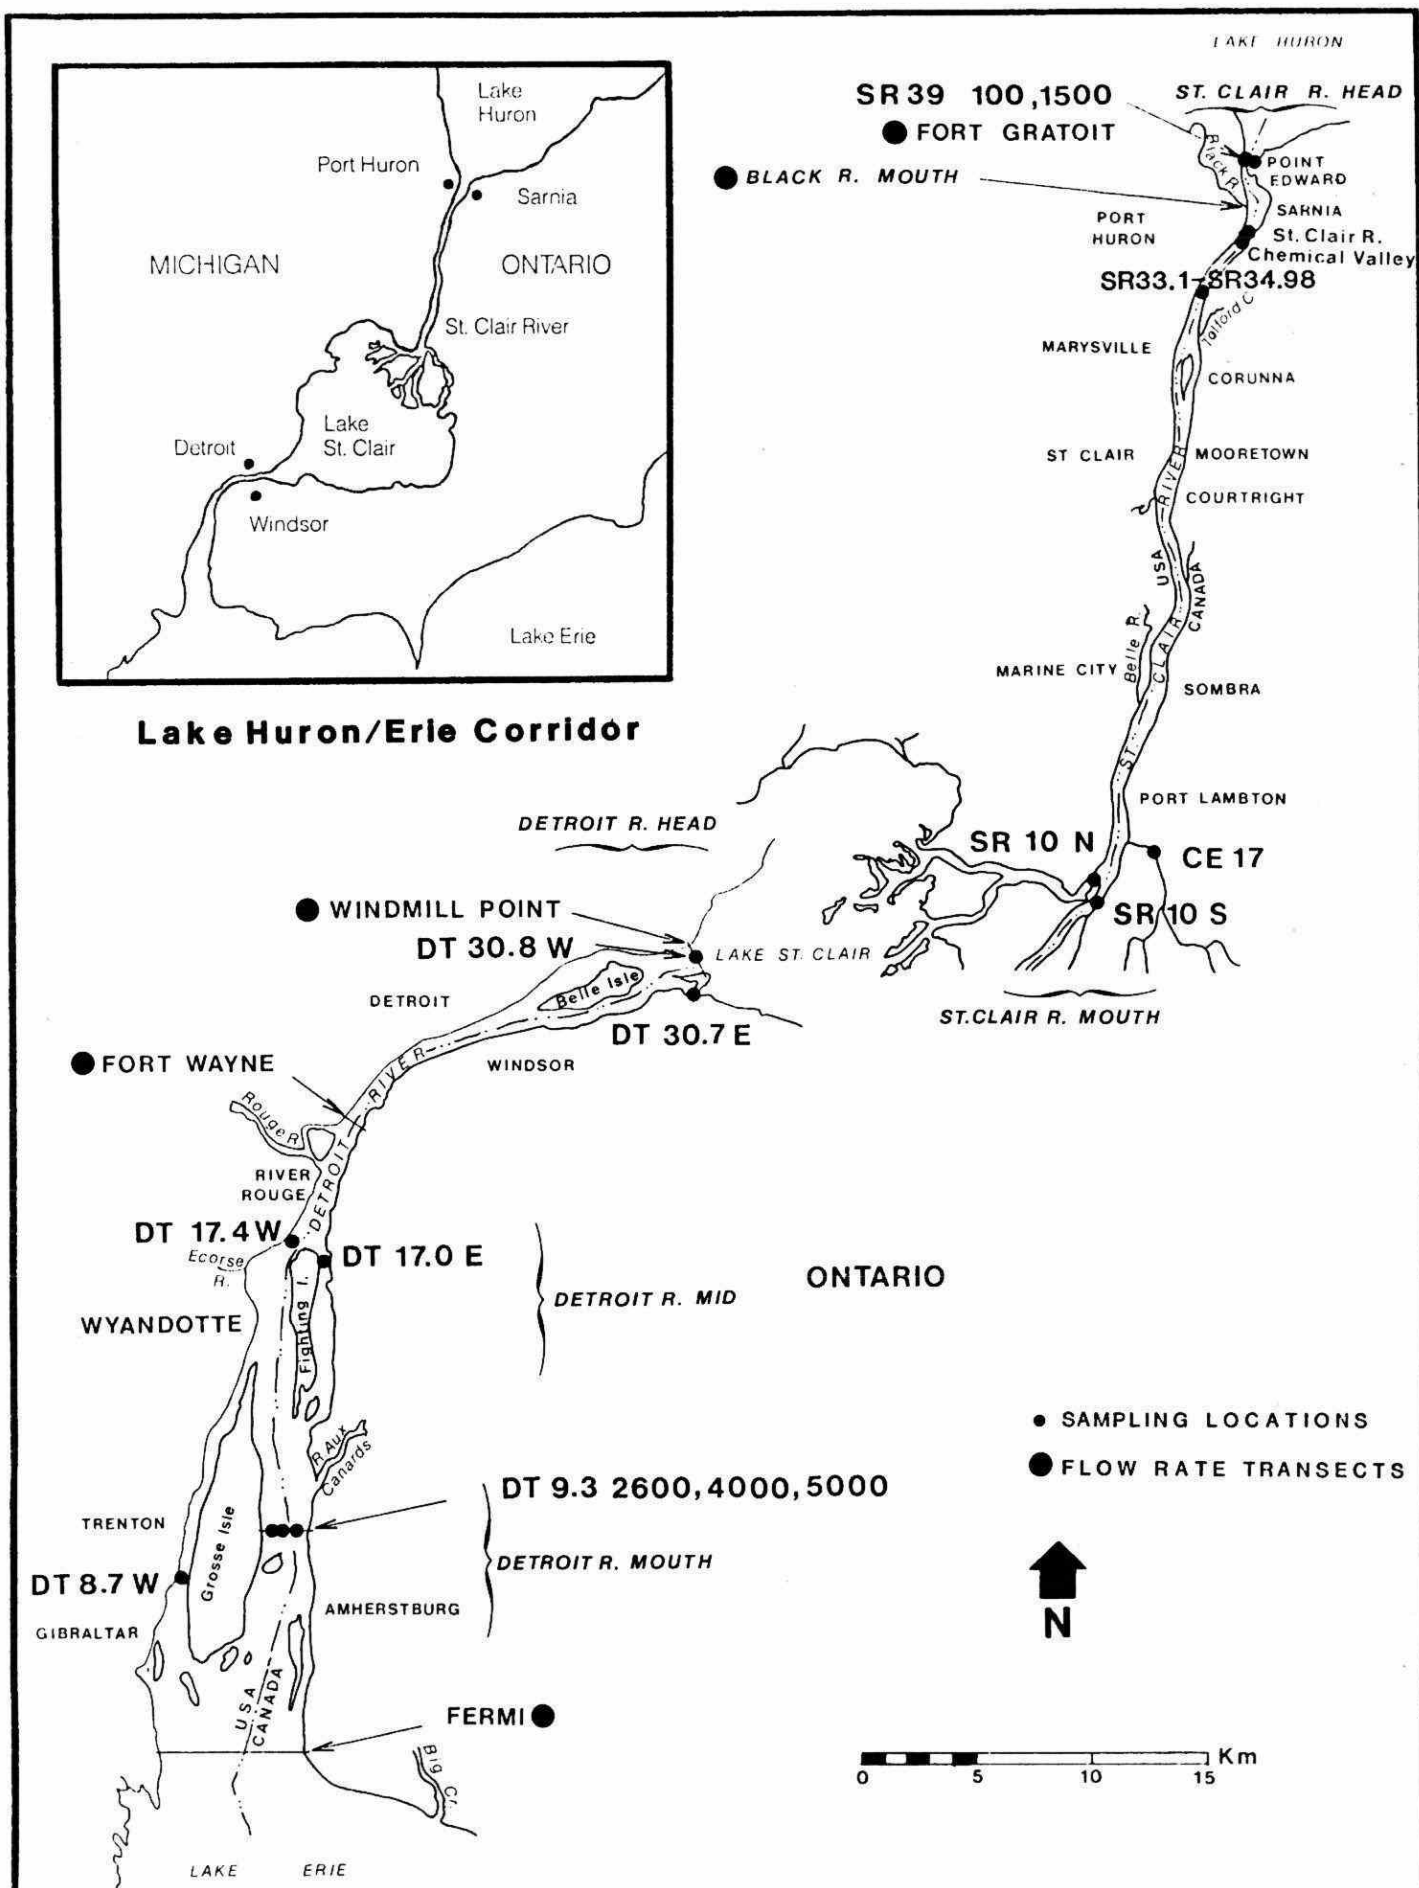 LAKE HURON
Lake
Huron
Port Huron
Sarnia
MICHIGAN
ONTARIO
St. Clair River
Lake
St. Clair
Detroit
Windsor
Lake Erie
Lake Huron/Erie Corridor
SR 39 100,1500
ST. CLAIR R. HEAD
FORT GRATOIT
BLACK R. MOUTH
Black R.
POINT
EDWARD
SARNIA
PORT
HURON
St. Clair R.
Chemical Valley
SR33.1-SR34.98
Talford C.
MARYSVILLE
CORUNNA
ST CLAIR
MOORETOWN
COURTRIGHT
USA
CANADA
ST. CLAIR RIVER
Belle R.
MARINE CITY
SOMBRA
PORT LAMBTON
SR 10 N
CE 17
SR 10 S
ST.CLAIR R. MOUTH
DETROIT R. HEAD
WINDMILL POINT
DT 30.8 W
LAKE ST. CLAIR
Belle Isle
DETROIT
DT 30.7 E
WINDSOR
FORT WAYNE
DETROIT RIVER
Rouge R.
RIVER
ROUGE
DT 17.4 W
Ecorse
R.
DT 17.0 E
Fighting I.
WYANDOTTE
DETROIT R. MID
ONTARIO
R. Aux
Canards
DT 9.3 2600,4000,5000
TRENTON
Grosse Isle
DETROIT R. MOUTH
DT 8.7 W
AMHERSTBURG
GIBRALTAR
USA
CANADA
FERMI
Big Cr.
LAKE ERIE
SAMPLING LOCATIONS
FLOW RATE TRANSECTS
N
Km
0 5 10 15